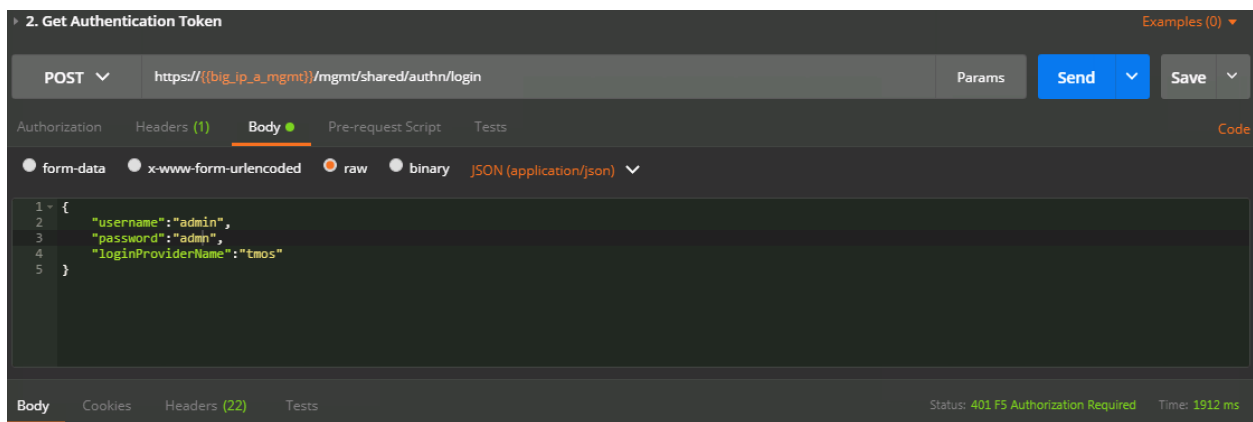 2. Get Authentication Token Examples (0)
POST https://{{big_ip_a_mgmt}}/mgmt/shared/authn/login Params Send Save
Authorization Headers (1) Body Pre-request Script Tests Code
form-data x-www-form-urlencoded raw binary JSON (application/json)
1 {
2 "username":"admin",
3 "password":"admn",
4 "loginProviderName":"tmos"
5 }
Body Cookies Headers (22) Tests Status: 401 F5 Authorization Required Time: 1912 ms